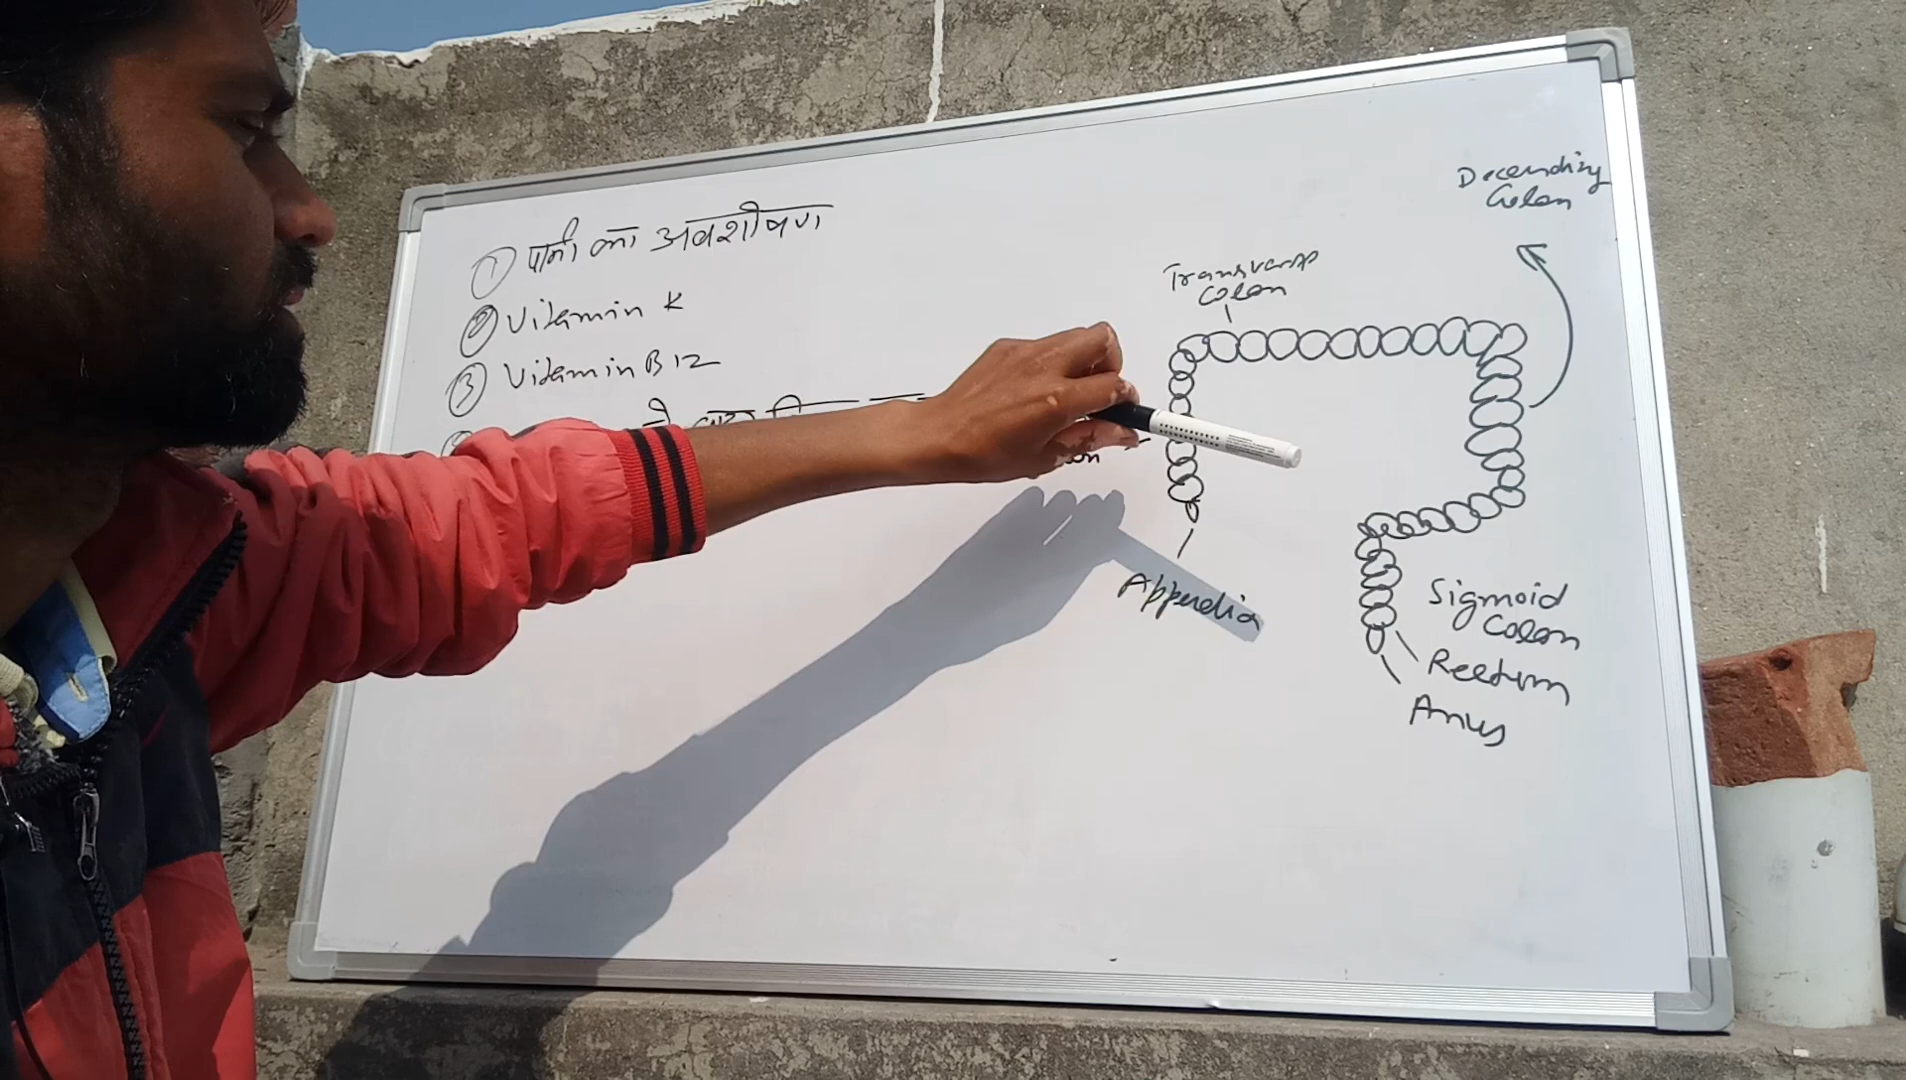 ① पानी का अवशोषण
② Vitamin K
③ Vitamin B12
Decending
Colon
Transverse
Colon
Appendix
Sigmoid
Colon
Rectum
Anus